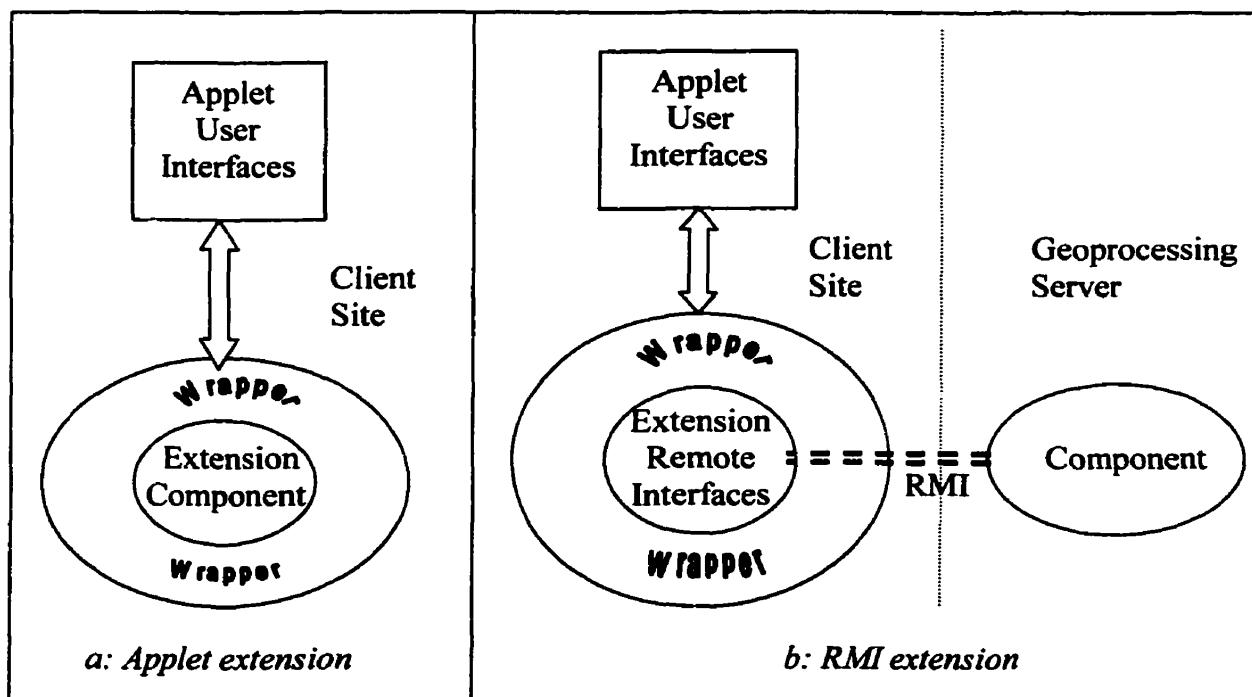 Applet
User
Interfaces
Client
Site
Wrapper
Extension
Component
Wrapper
a: Applet extension
Applet
User
Interfaces
Client
Site
Geoprocessing
Server
Wrapper
Extension
Remote
Interfaces
RMI
Component
Wrapper
b: RMI extension